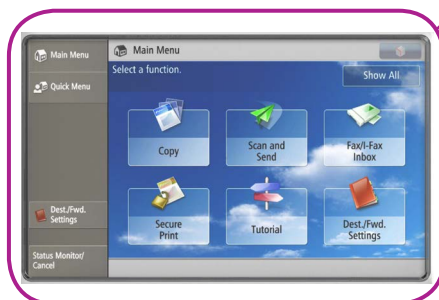 Main Menu
Quick Menu
Dest./Fwd.
Settings
Status Monitor/
Cancel
Main Menu
Select a function.
Show All
Copy
Scan and
Send
Fax/I-Fax
Inbox
Secure
Print
Tutorial
Dest./Fwd.
Settings